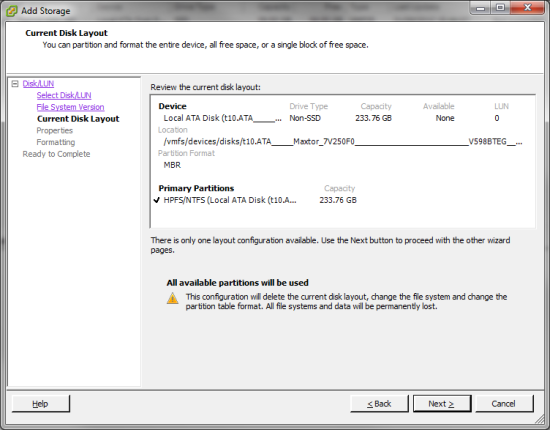 Add Storage
Current Disk Layout
You can partition and format the entire device, all free space, or a single block of free space.
Disk/LUN
Select Disk/LUN
File System Version
Current Disk Layout
Properties
Formatting
Ready to Complete
Review the current disk layout:
Device Drive Type Capacity Available LUN
Local ATA Disk (t10.ATA_____... Non-SSD 233.76 GB None 0
Location
/vmfs/devices/disks/t10.ATA_____Maxtor_7V250F0__________________________V598BTEG__...
Partition Format
MBR
Primary Partitions Capacity
HPFS/NTFS (Local ATA Disk (t10.A... 233.76 GB
There is only one layout configuration available. Use the Next button to proceed with the other wizard
pages.
All available partitions will be used
This configuration will delete the current disk layout, change the file system and change the
partition table format. All file systems and data will be permanently lost.
Help < Back Next > Cancel